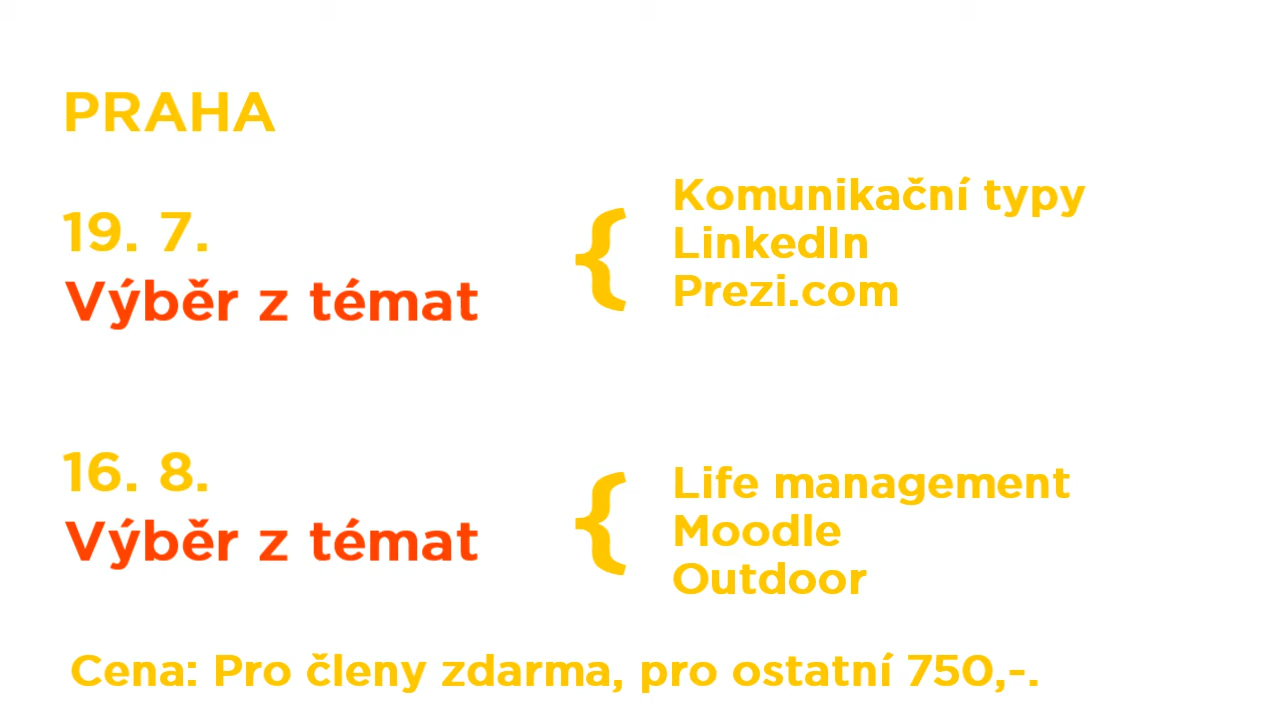 PRAHA
19. 7.
Výběr z témat
{
Komunikační typy
LinkedIn
Prezi.com
16. 8.
Výběr z témat
{
Life management
Moodle
Outdoor
Cena: Pro členy zdarma, pro ostatní 750,-.